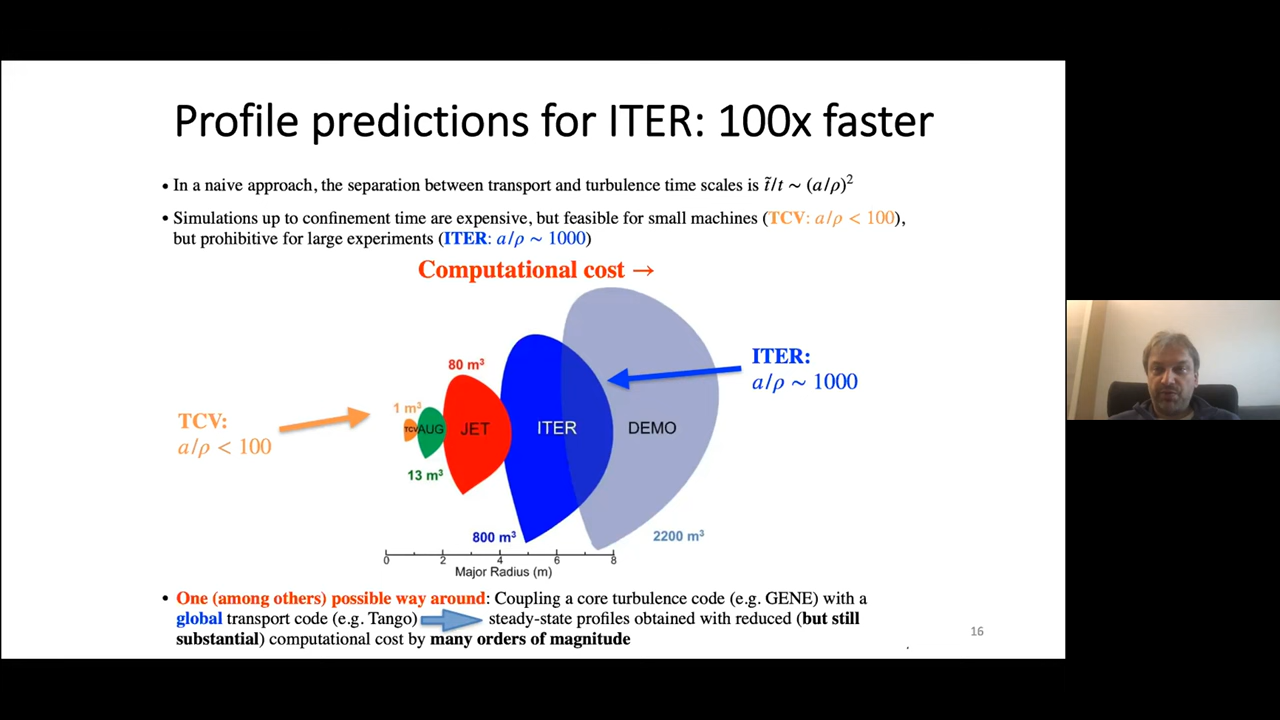 Profile predictions for ITER: 100x faster
• In a naive approach, the separation between transport and turbulence time scales is t̃/t ~ (a/ρ)²
• Simulations up to confinement time are expensive, but feasible for small machines (TCV: a/ρ < 100),
but prohibitive for large experiments (ITER: a/ρ ~ 1000)
Computational cost →
ITER:
a/ρ ~ 1000
80 m³
1 m³
TCV:
a/ρ < 100
TCV
AUG
JET
ITER
DEMO
13 m³
800 m³
2200 m³
0 2 4 6 8
Major Radius (m)
• One (among others) possible way around: Coupling a core turbulence code (e.g. GENE) with a
global transport code (e.g. Tango) steady-state profiles obtained with reduced (but still
substantial) computational cost by many orders of magnitude
16